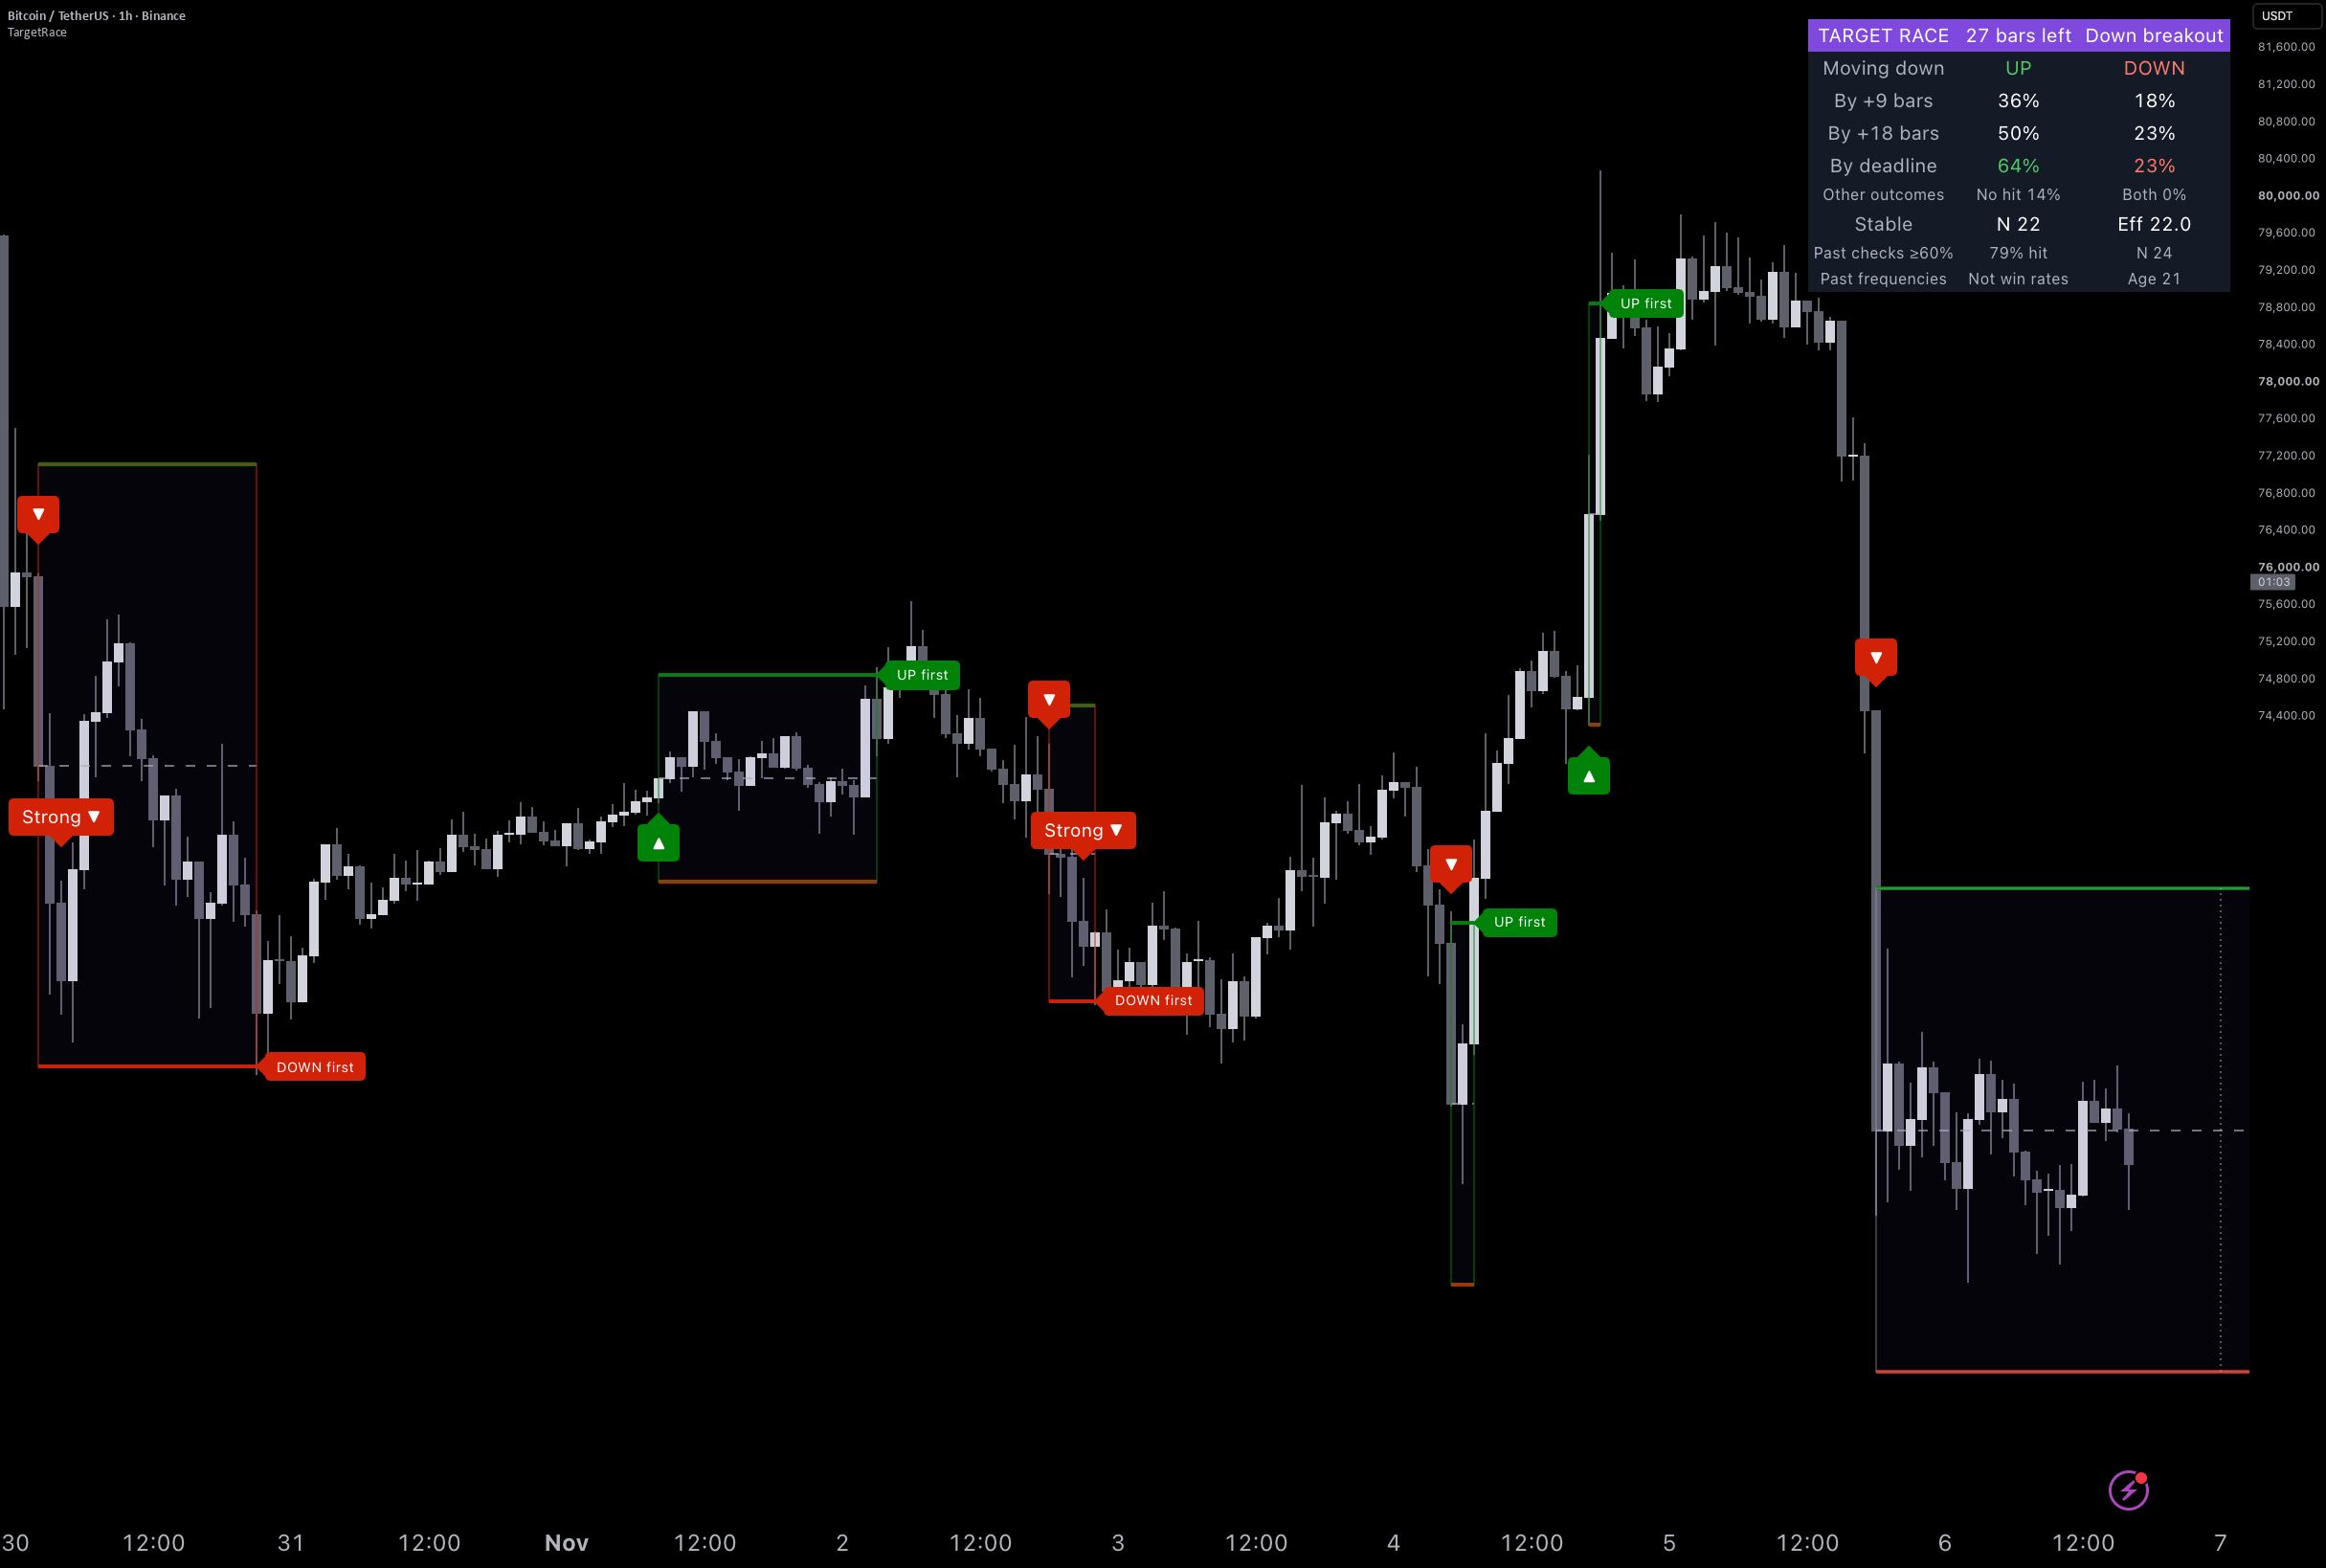 Bitcoin / TetherUS · 1h · Binance
TargetRace
USDT
TARGET RACE 27 bars left Down breakout
Moving down UP DOWN
By +9 bars 36% 18%
By +18 bars 50% 23%
By deadline 64% 23%
Other outcomes No hit 14% Both 0%
Stable N 22 Eff 22.0
Past checks ≥60% 79% hit N 24
Past frequencies Not win rates Age 21
81,600.00
81,200.00
80,800.00
80,400.00
80,000.00
79,600.00
79,200.00
78,800.00
78,400.00
78,000.00
77,600.00
77,200.00
76,800.00
76,400.00
76,000.00
01:03
75,600.00
75,200.00
74,800.00
74,400.00
UP first
▼
UP first
▼
▼
▲
Strong ▼
▲
Strong ▼
▼
UP first
DOWN first
DOWN first
30 12:00 31 12:00 Nov 12:00 2 12:00 3 12:00 4 12:00 5 12:00 6 12:00 7